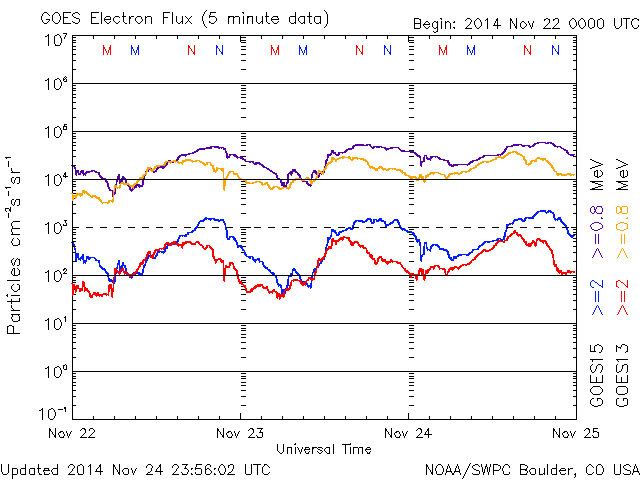 GOES Electron Flux (5 minute data)
Begin: 2014 Nov 22 0000 UTC
10⁷
M M N N M M N N M M N N
10⁶
10⁵
10⁴
10³
10²
10¹
10⁰
10⁻¹
Particles cm⁻²s⁻¹sr⁻¹
Nov 22 Nov 23 Nov 24 Nov 25
Universal Time
GOES15 >=2 >=0.8 MeV
GOES13 >=2 >=0.8 MeV
Updated 2014 Nov 24 23:56:02 UTC
NOAA/SWPC Boulder, CO USA